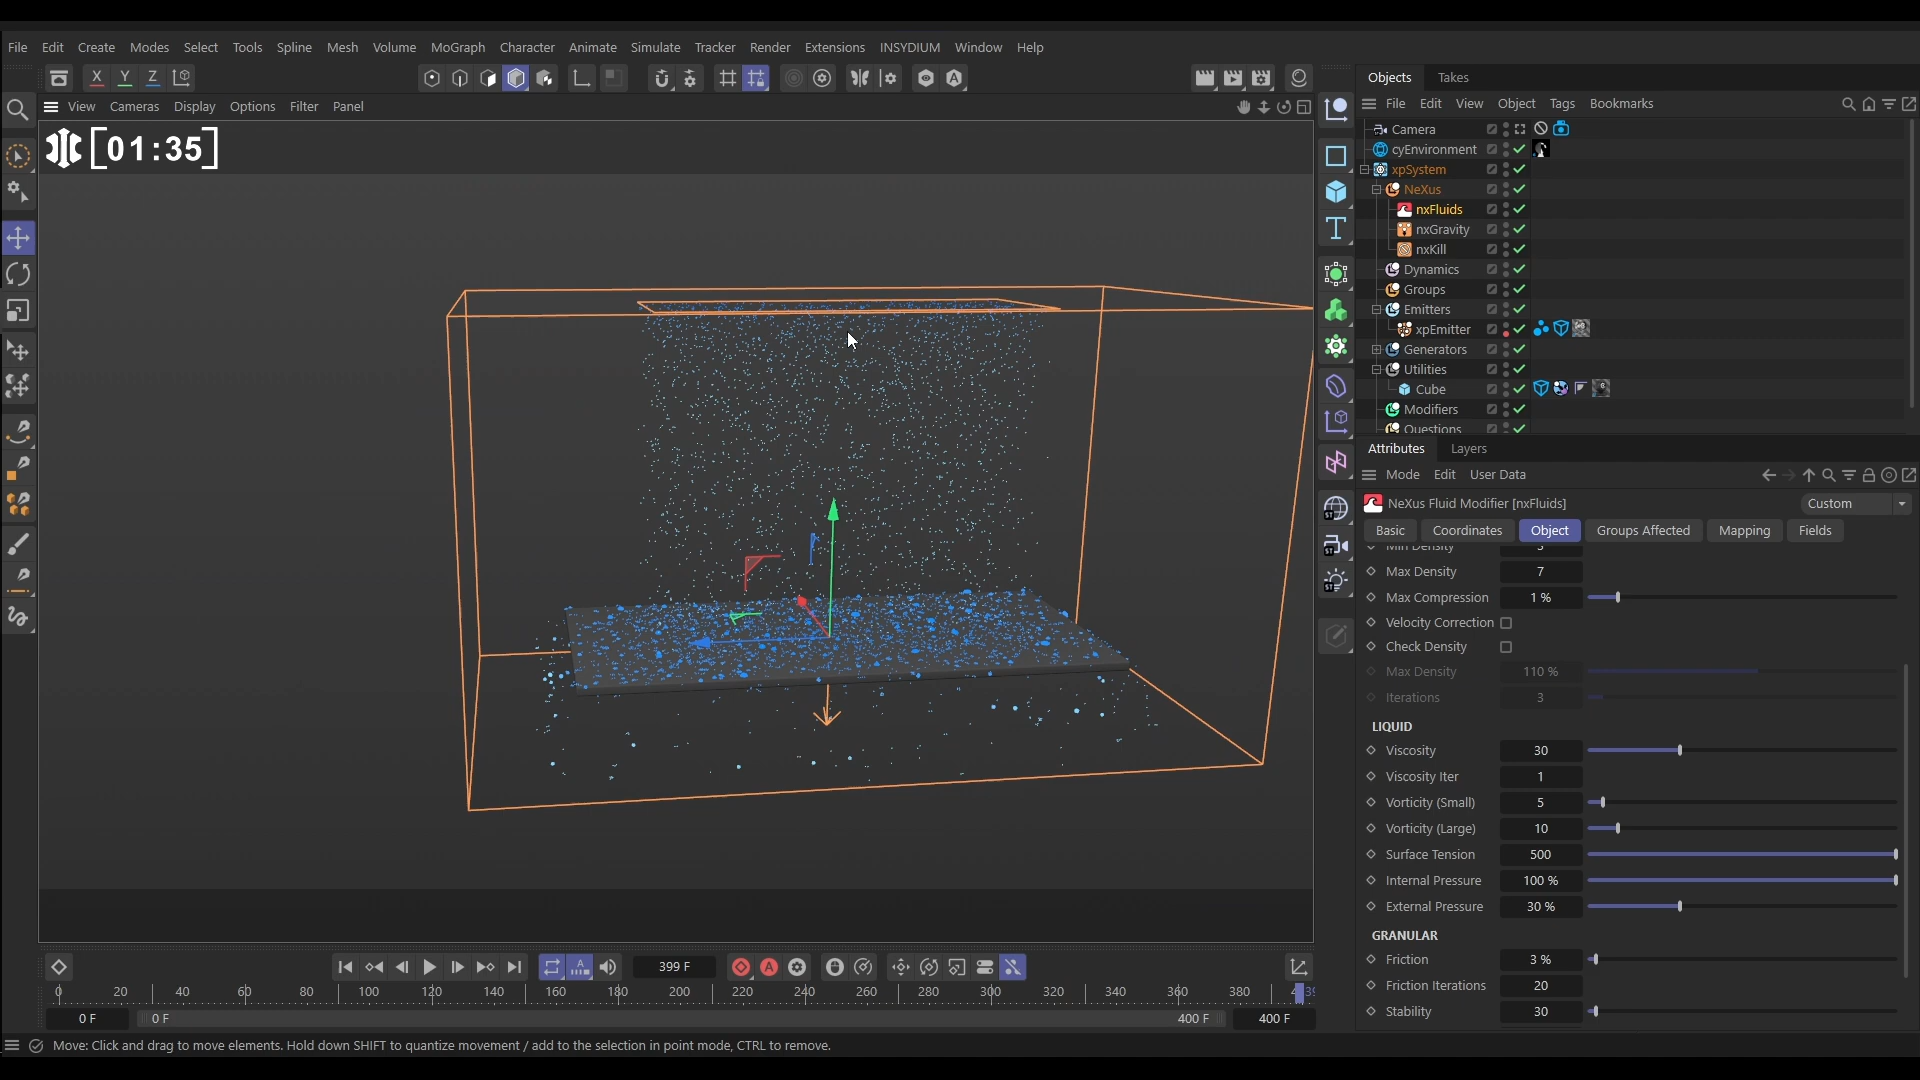 File Edit Create Modes Select Tools Spline Mesh Volume MoGraph Character Animate Simulate Tracker Render Extensions INSYDIUM Window Help
X Y Z
View Cameras Display Options Filter Panel
[01:35]
Objects Takes
File Edit View Object Tags Bookmarks
Camera
cyEnvironment
xpSystem
NeXus
nxFluids
nxGravity
nxKill
Dynamics
Groups
Emitters
xpEmitter
Generators
Utilities
Cube
Modifiers
Questions
Attributes Layers
Mode Edit User Data
NeXus Fluid Modifier [nxFluids] Custom
Basic Coordinates Object Groups Affected Mapping Fields
Min Density 3
Max Density 7
Max Compression 1 %
Velocity Correction
Check Density
Max Density 110 %
Iterations 3
LIQUID
Viscosity 30
Viscosity Iter 1
Vorticity (Small) 5
Vorticity (Large) 10
Surface Tension 500
Internal Pressure 100 %
External Pressure 30 %
GRANULAR
Friction 3 %
Friction Iterations 20
Stability 30
399 F
0 20 40 60 80 100 120 140 160 180 200 220 240 260 280 300 320 340 360 380
0 F 0 F 400 F 400 F
Move: Click and drag to move elements. Hold down SHIFT to quantize movement / add to the selection in point mode, CTRL to remove.